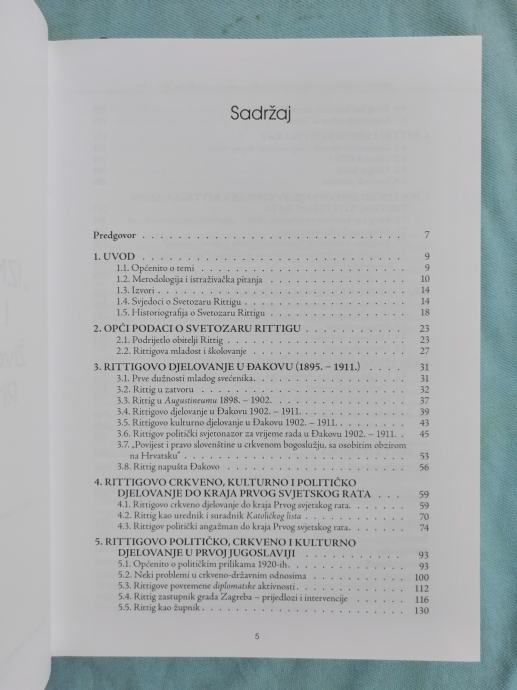 Sadržaj
Predgovor . . . . . . . . . . . . . . . . . . . . . . . . . . . 7
1. UVOD . . . . . . . . . . . . . . . . . . . . . . . . . . . 9
1.1. Općenito o temi . . . . . . . . . . . . . . . . . . . . . 9
1.2. Metodologija i istraživačka pitanja . . . . . . . . . . . . . 10
1.3. Izvori . . . . . . . . . . . . . . . . . . . . . . . . . 14
1.4. Svjedoci o Svetozaru Rittigu . . . . . . . . . . . . . . . 14
1.5. Historiografija o Svetozaru Rittigu . . . . . . . . . . . . . 18
2. OPĆI PODACI O SVETOZARU RITTIGU . . . . . . . . . . 23
2.1. Podrijetlo obitelji Rittig . . . . . . . . . . . . . . . . . 23
2.2. Rittigova mladost i školovanje . . . . . . . . . . . . . . . 27
3. RITTIGOVO DJELOVANJE U ĐAKOVU (1895. – 1911.) . . . . 31
3.1. Prve dužnosti mladog svećenika. . . . . . . . . . . . . . . 31
3.2. Rittig u zatvoru . . . . . . . . . . . . . . . . . . . . . 32
3.3. Rittig u Augustineumu 1898. – 1902. . . . . . . . . . . . . 37
3.4. Rittigovo djelovanje u Đakovu 1902. – 1911. . . . . . . . . . 39
3.5. Rittigovo kulturno djelovanje u Đakovu 1902. – 1911. . . . . . 43
3.6. Rittigov politički svjetonazor za vrijeme rada u Đakovu 1902. – 1911. . 45
3.7. „Povijest i pravo slovenštine u crkvenom bogoslužju, sa osobitim obzirom
na Hrvatsku" . . . . . . . . . . . . . . . . . . . . . . 53
3.8. Rittig napušta Đakovo . . . . . . . . . . . . . . . . . . 56
4. RITTIGOVO CRKVENO, KULTURNO I POLITIČKO
DJELOVANJE DO KRAJA PRVOG SVJETSKOG RATA . . . 59
4.1. Rittigovo crkveno djelovanje do kraja Prvog svjetskog rata. . . . . 59
4.2. Rittig kao urednik i suradnik Katoličkog lista . . . . . . . . . 70
4.3. Rittigov politički angažman do kraja Prvog svjetskog rata. . . . . 74
5. RITTIGOVO POLITIČKO, CRKVENO I KULTURNO
DJELOVANJE U PRVOJ JUGOSLAVIJI . . . . . . . . . . 93
5.1. Općenito o političkim prilikama 1920-ih. . . . . . . . . . . 93
5.2. Neki problemi u crkveno-državnim odnosima . . . . . . . . . 100
5.3. Rittigove povremene diplomatske aktivnosti . . . . . . . . . . 112
5.4. Rittig zastupnik grada Zagreba – prijedlozi i intervencije . . . . . 116
5.5. Rittig kao župnik . . . . . . . . . . . . . . . . . . . . 130
5